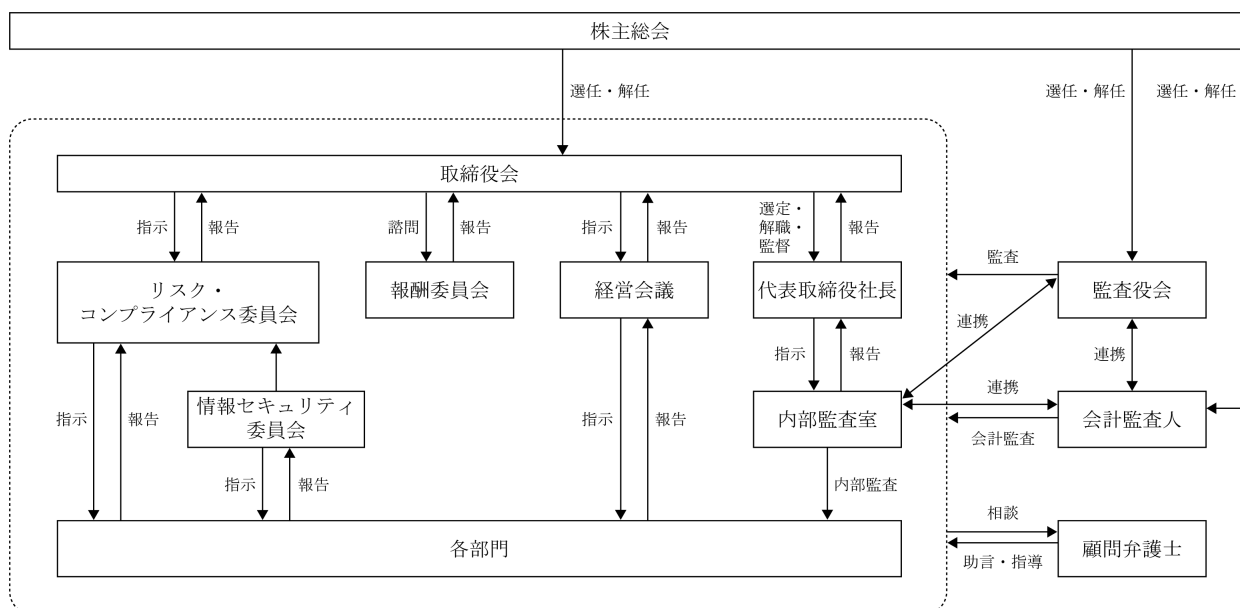 株主総会
選任・解任
選任・解任
選任・解任
取締役会
指示
報告
諮問
報告
指示
報告
選定・
解職・
監督
報告
監査
リスク・
コンプライアンス委員会
報酬委員会
経営会議
代表取締役社長
監査役会
連携
指示
報告
連携
情報セキュリティ
委員会
内部監査室
連携
会計監査人
会計監査
指示
報告
指示
報告
指示
報告
内部監査
各部門
相談
助言・指導
顧問弁護士